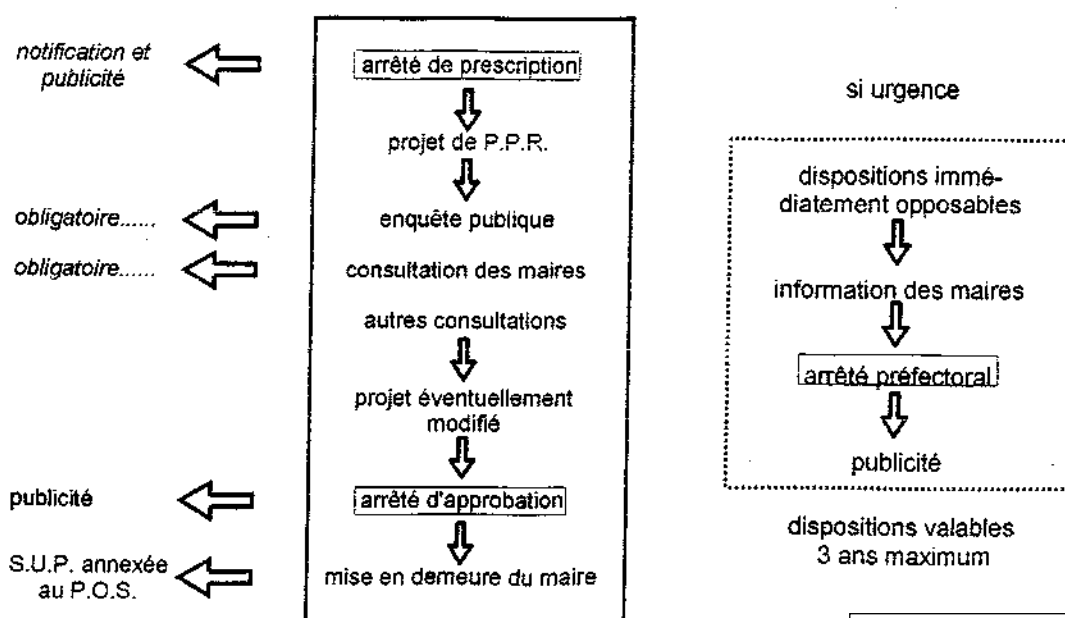 notification et
publicité
arrêté de prescription
projet de P.P.R.
obligatoire......
enquête publique
obligatoire......
consultation des maires
autres consultations
projet éventuellement
modifié
publicité
arrêté d'approbation
S.U.P. annexée
au P.O.S.
mise en demeure du maire
si urgence
dispositions immé-
diatement opposables
information des maires
arrêté préfectoral
publicité
dispositions valables
3 ans maximum